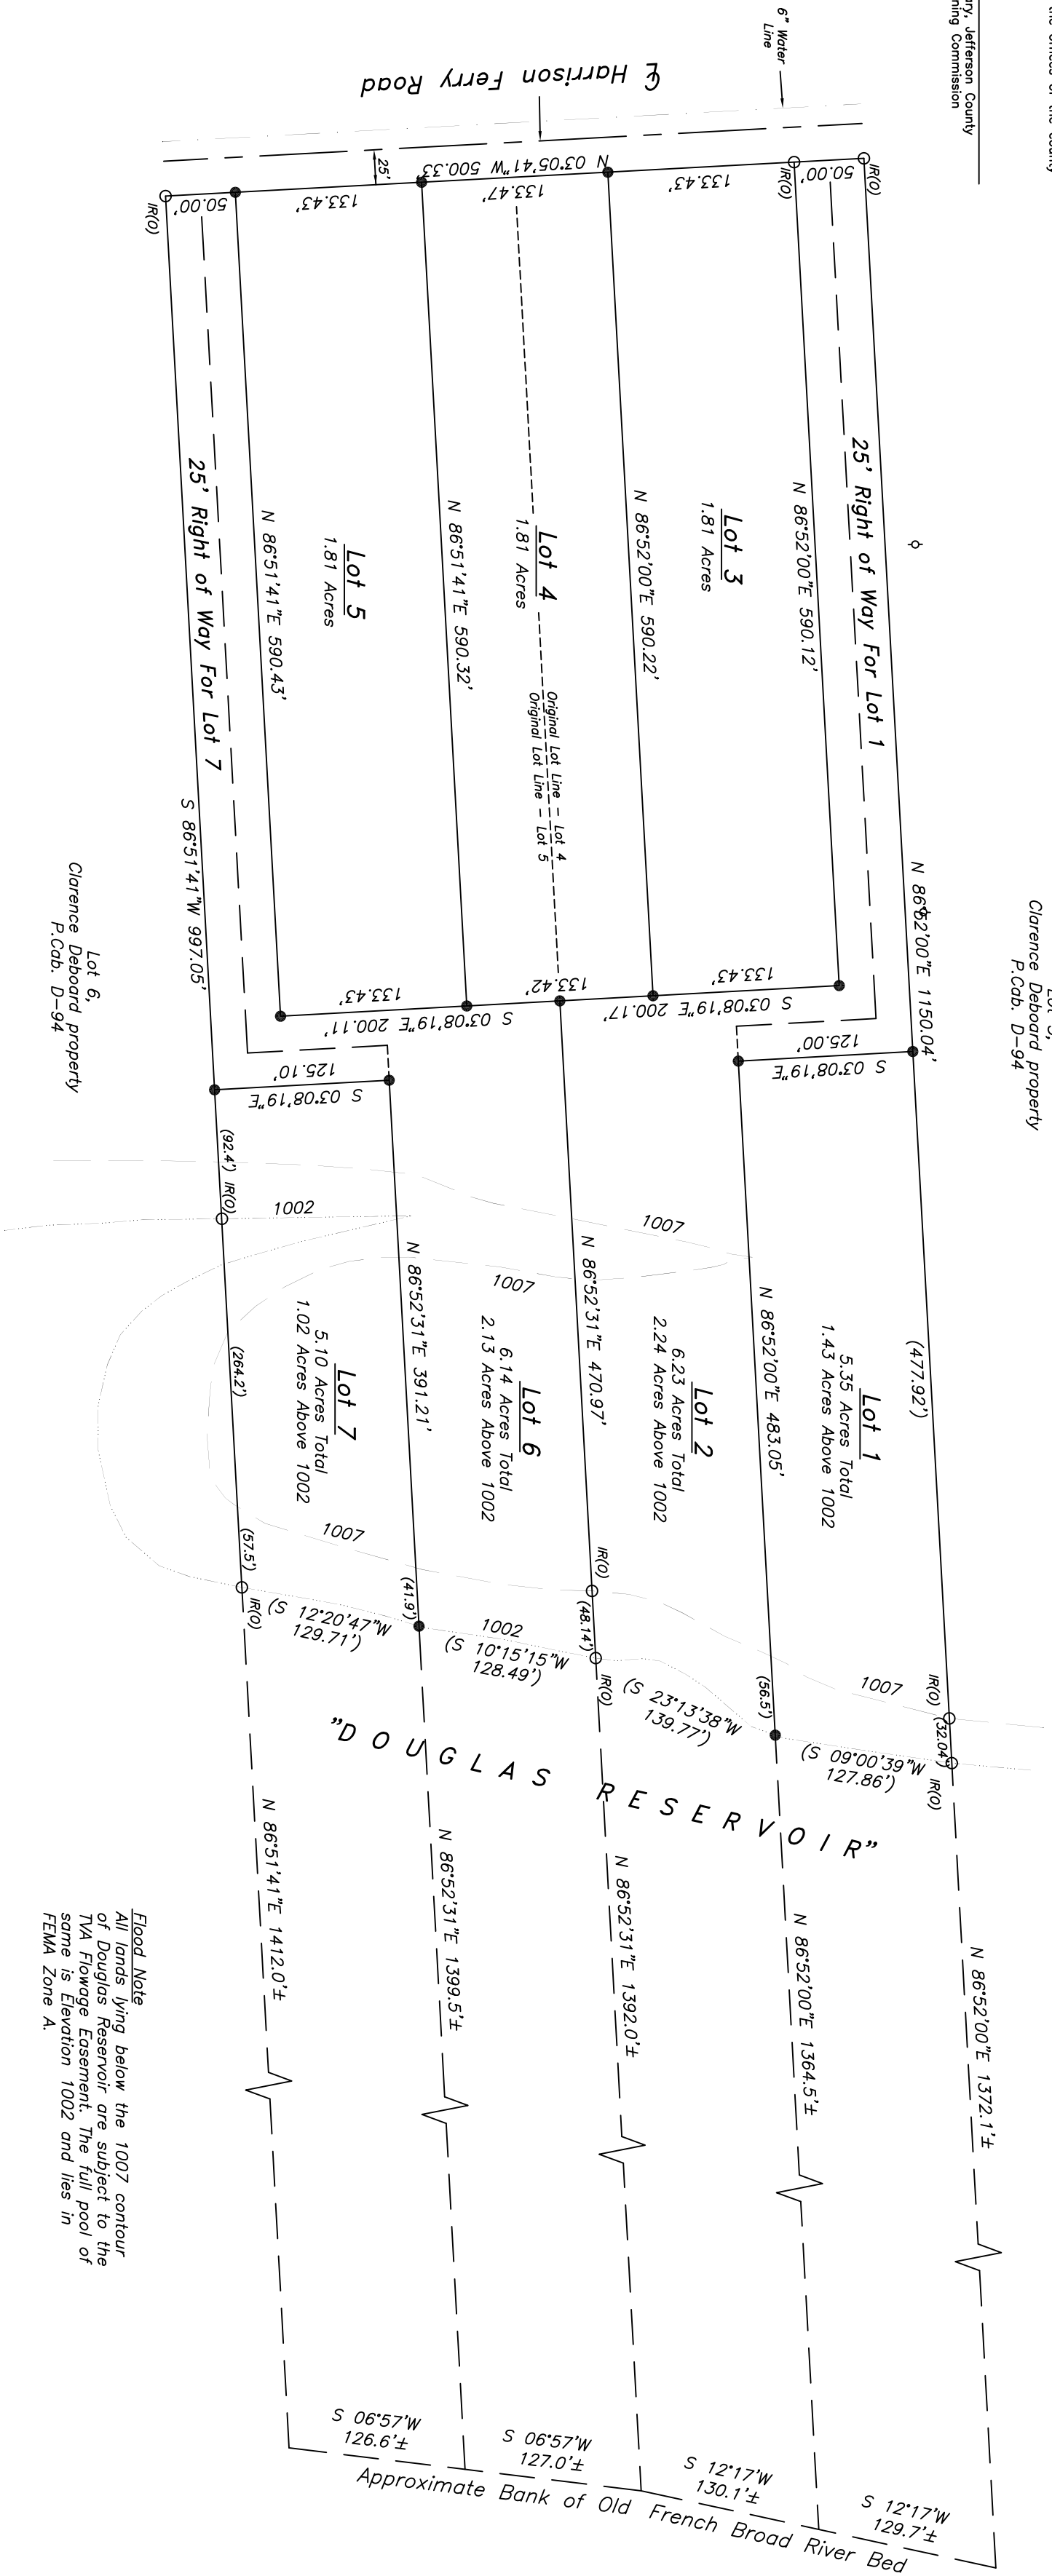 the offices of the county
ary, Jefferson County
ning Commission
6" Water
Line
℄ Harrison Ferry Road
25'
N 03°05'41"W 500.33
IR(O)
50.00'
IR(O)
133.43'
133.47'
133.43'
50.00'
IR(O)
Clarence Deboard property
P.Cab. D-94
N 86°52'00"E 1150.04'
25' Right of Way For Lot 1
N 86°52'00"E 590.12'
Lot 3
1.81 Acres
N 86°52'00"E 590.22'
Lot 4
1.81 Acres
Original Lot Line - Lot 4
Original Lot Line - Lot 5
N 86°51'41"E 590.32'
Lot 5
1.81 Acres
N 86°51'41"E 590.43'
25' Right of Way For Lot 7
S 86°51'41"W 997.05'
Lot 6,
Clarence Deboard property
P.Cab. D-94
133.43'
S 03°08'19"E 200.17'
133.42'
S 03°08'19"E 200.11'
133.43'
125.00'
S 03°08'19"E
125.10'
S 03°08'19"E
(477.92')
Lot 1
5.35 Acres Total
1.43 Acres Above 1002
N 86°52'00"E 483.05'
Lot 2
6.23 Acres Total
2.24 Acres Above 1002
N 86°52'31"E 470.97'
Lot 6
6.14 Acres Total
2.13 Acres Above 1002
N 86°52'31"E 391.21'
Lot 7
5.10 Acres Total
1.02 Acres Above 1002
1007
1007
1002
(92.4')
IR(O)
(264.2')
(57.5')
IR(O)
1007
(41.9')
1002
IR(O)
(48.14')
IR(O)
(56.5')
1007
IR(O)
(32.04')
IR(O)
(S 09°00'39"W
127.86')
(S 23°13'38"W
139.77')
(S 10°15'15"W
128.49')
(S 12°20'47"W
129.71')
"DOUGLAS RESERVOIR"
N 86°52'00"E 1372.1'±
N 86°52'00"E 1364.5'±
N 86°52'31"E 1392.0'±
N 86°52'31"E 1399.5'±
N 86°51'41"E 1412.0'±
Flood Note
All lands lying below the 1007 contour
of Douglas Reservoir are subject to the
TVA Flowage Easement. The full pool of
same is Elevation 1002 and lies in
FEMA Zone A.
S 12°17'W
129.7'±
S 12°17'W
130.1'±
S 06°57'W
127.0'±
S 06°57'W
126.6'±
Approximate Bank of Old French Broad River Bed